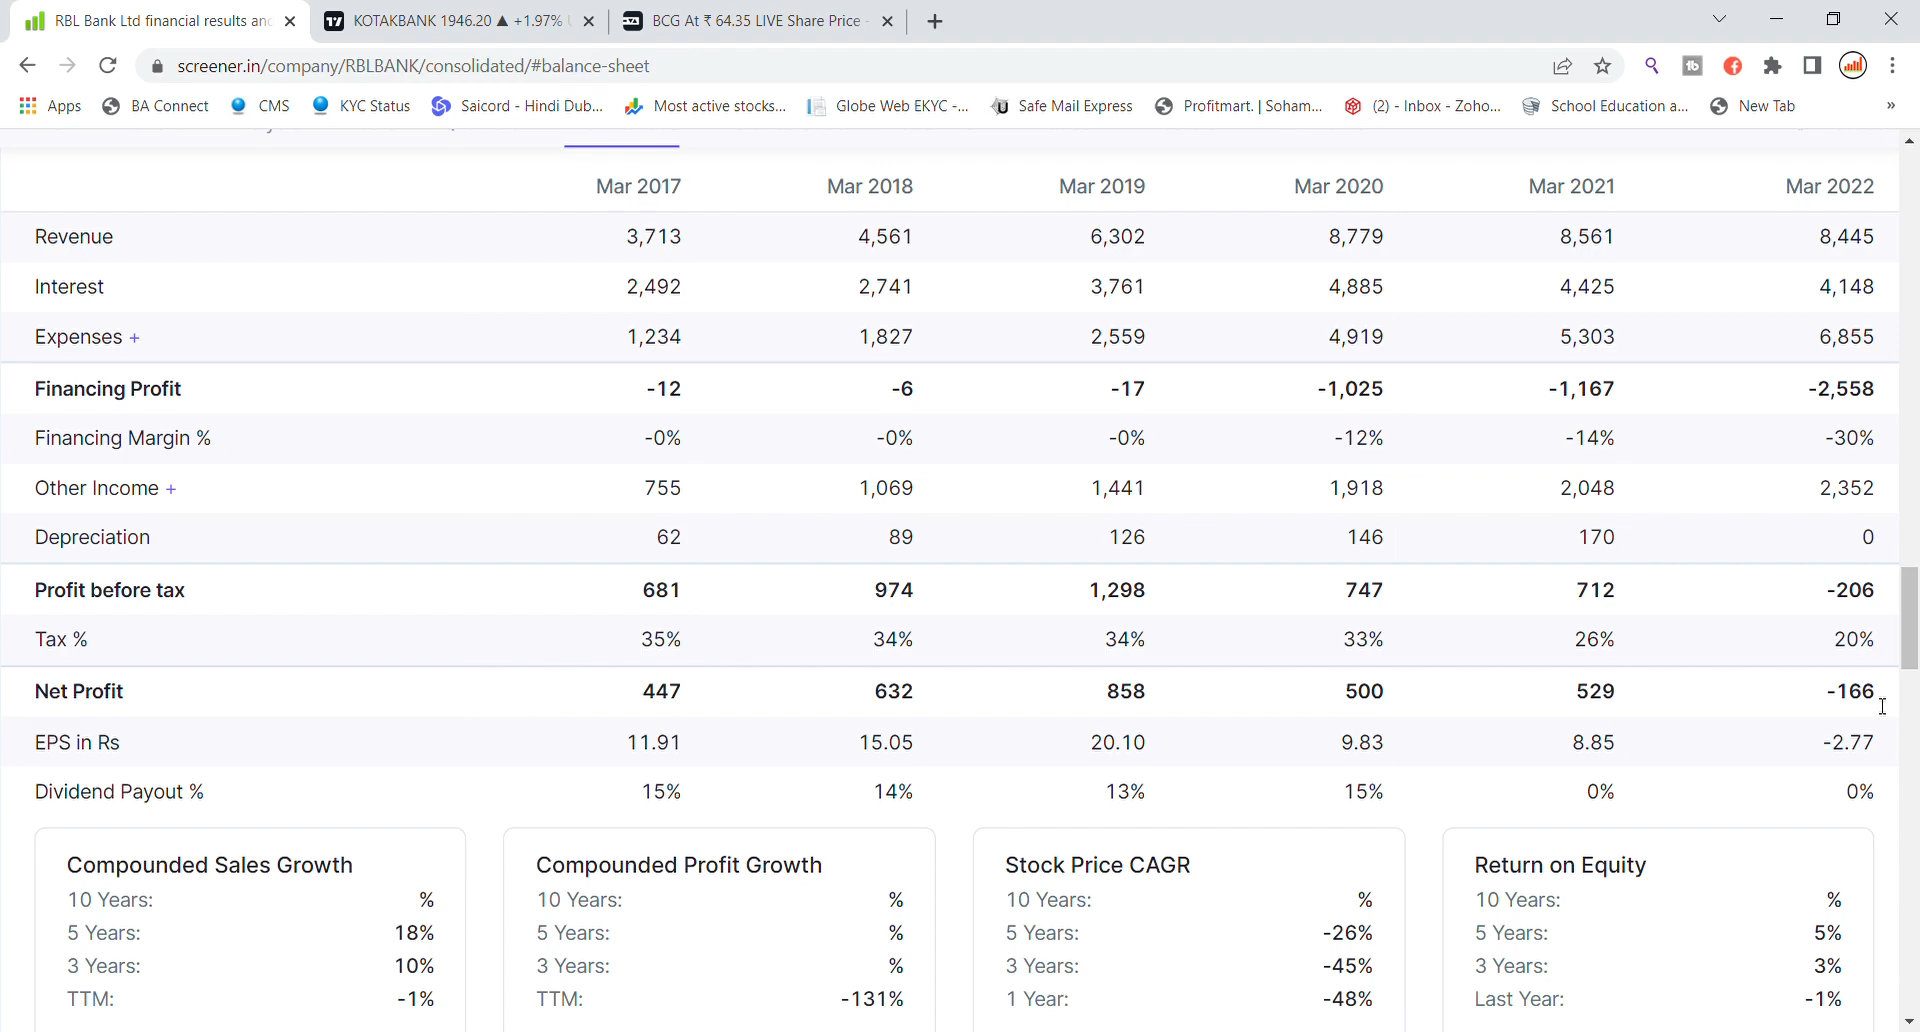 RBL Bank Ltd financial results and
KOTAKBANK 1946.20 ▲ +1.97%
BCG At ₹ 64.35 LIVE Share Price -
screener.in/company/RBLBANK/consolidated/#balance-sheet
Apps BA Connect CMS KYC Status Saicord - Hindi Dub... Most active stocks... Globe Web EKYC -... Safe Mail Express Profitmart. | Soham... (2) - Inbox - Zoho... School Education a... New Tab »
Mar 2017 Mar 2018 Mar 2019 Mar 2020 Mar 2021 Mar 2022
Revenue 3,713 4,561 6,302 8,779 8,561 8,445
Interest 2,492 2,741 3,761 4,885 4,425 4,148
Expenses + 1,234 1,827 2,559 4,919 5,303 6,855
Financing Profit -12 -6 -17 -1,025 -1,167 -2,558
Financing Margin % -0% -0% -0% -12% -14% -30%
Other Income + 755 1,069 1,441 1,918 2,048 2,352
Depreciation 62 89 126 146 170 0
Profit before tax 681 974 1,298 747 712 -206
Tax % 35% 34% 34% 33% 26% 20%
Net Profit 447 632 858 500 529 -166
EPS in Rs 11.91 15.05 20.10 9.83 8.85 -2.77
Dividend Payout % 15% 14% 13% 15% 0% 0%
Compounded Sales Growth
10 Years: %
5 Years: 18%
3 Years: 10%
TTM: -1%
Compounded Profit Growth
10 Years: %
5 Years: %
3 Years: %
TTM: -131%
Stock Price CAGR
10 Years: %
5 Years: -26%
3 Years: -45%
1 Year: -48%
Return on Equity
10 Years: %
5 Years: 5%
3 Years: 3%
Last Year: -1%